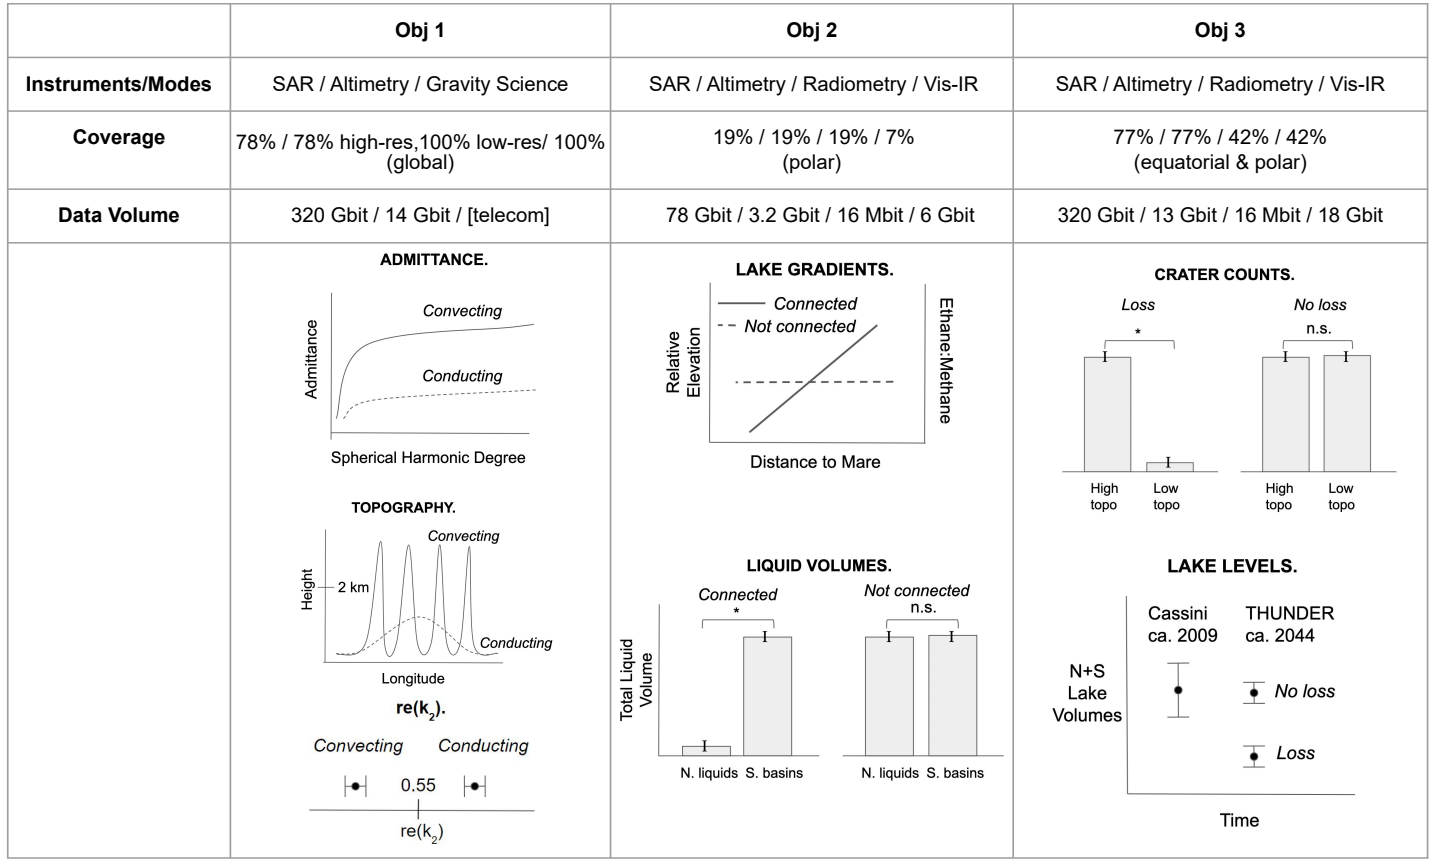 Obj 1
Obj 2
Obj 3
Instruments/Modes
SAR / Altimetry / Gravity Science
SAR / Altimetry / Radiometry / Vis-IR
SAR / Altimetry / Radiometry / Vis-IR
Coverage
78% / 78% high-res,100% low-res/ 100%
(global)
19% / 19% / 19% / 7%
(polar)
77% / 77% / 42% / 42%
(equatorial & polar)
Data Volume
320 Gbit / 14 Gbit / [telecom]
78 Gbit / 3.2 Gbit / 16 Mbit / 6 Gbit
320 Gbit / 13 Gbit / 16 Mbit / 18 Gbit
ADMITTANCE.
Convecting
Conducting
Admittance
Spherical Harmonic Degree
TOPOGRAPHY.
Convecting
2 km
Height
Conducting
Longitude
re(k2).
Convecting
Conducting
0.55
re(k2)
LAKE GRADIENTS.
Connected
Not connected
Relative
Elevation
Ethane:Methane
Distance to Mare
LIQUID VOLUMES.
Connected
*
Not connected
n.s.
Total Liquid
Volume
N. liquids
S. basins
N. liquids
S. basins
CRATER COUNTS.
Loss
*
No loss
n.s.
High
topo
Low
topo
High
topo
Low
topo
LAKE LEVELS.
Cassini
ca. 2009
THUNDER
ca. 2044
N+S
Lake
Volumes
No loss
Loss
Time